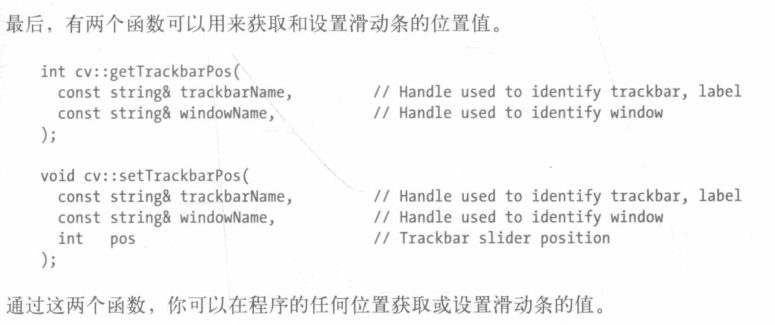 最后，有两个函数可以用来获取和设置滑动条的位置值。
int cv::getTrackbarPos(
const string& trackbarName, // Handle used to identify trackbar, label
const string& windowName, // Handle used to identify window
);
void cv::setTrackbarPos(
const string& trackbarName, // Handle used to identify trackbar, label
const string& windowName, // Handle used to identify window
int pos // Trackbar slider position
);
通过这两个函数，你可以在程序的任何位置获取或设置滑动条的值。